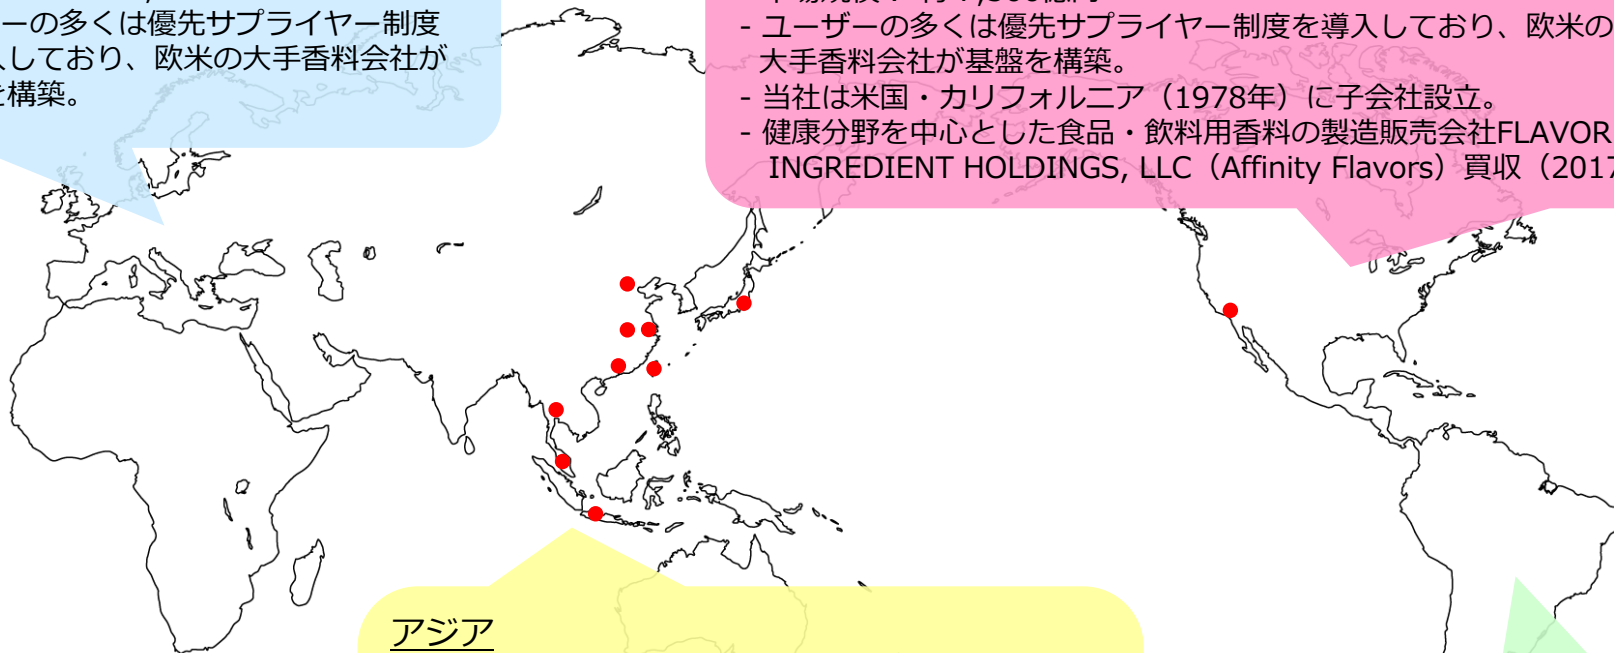 ーの多くは優先サプライヤー制度
しており、欧米の大手香料会社が
構築。
- ユーザーの多くは優先サプライヤー制度を導入しており、欧米の
大手香料会社が基盤を構築。
- 当社は米国・カリフォルニア（1978年）に子会社設立。
- 健康分野を中心とした食品・飲料用香料の製造販売会社FLAVOR
INGREDIENT HOLDINGS, LLC（Affinity Flavors）買収（2017
アジア